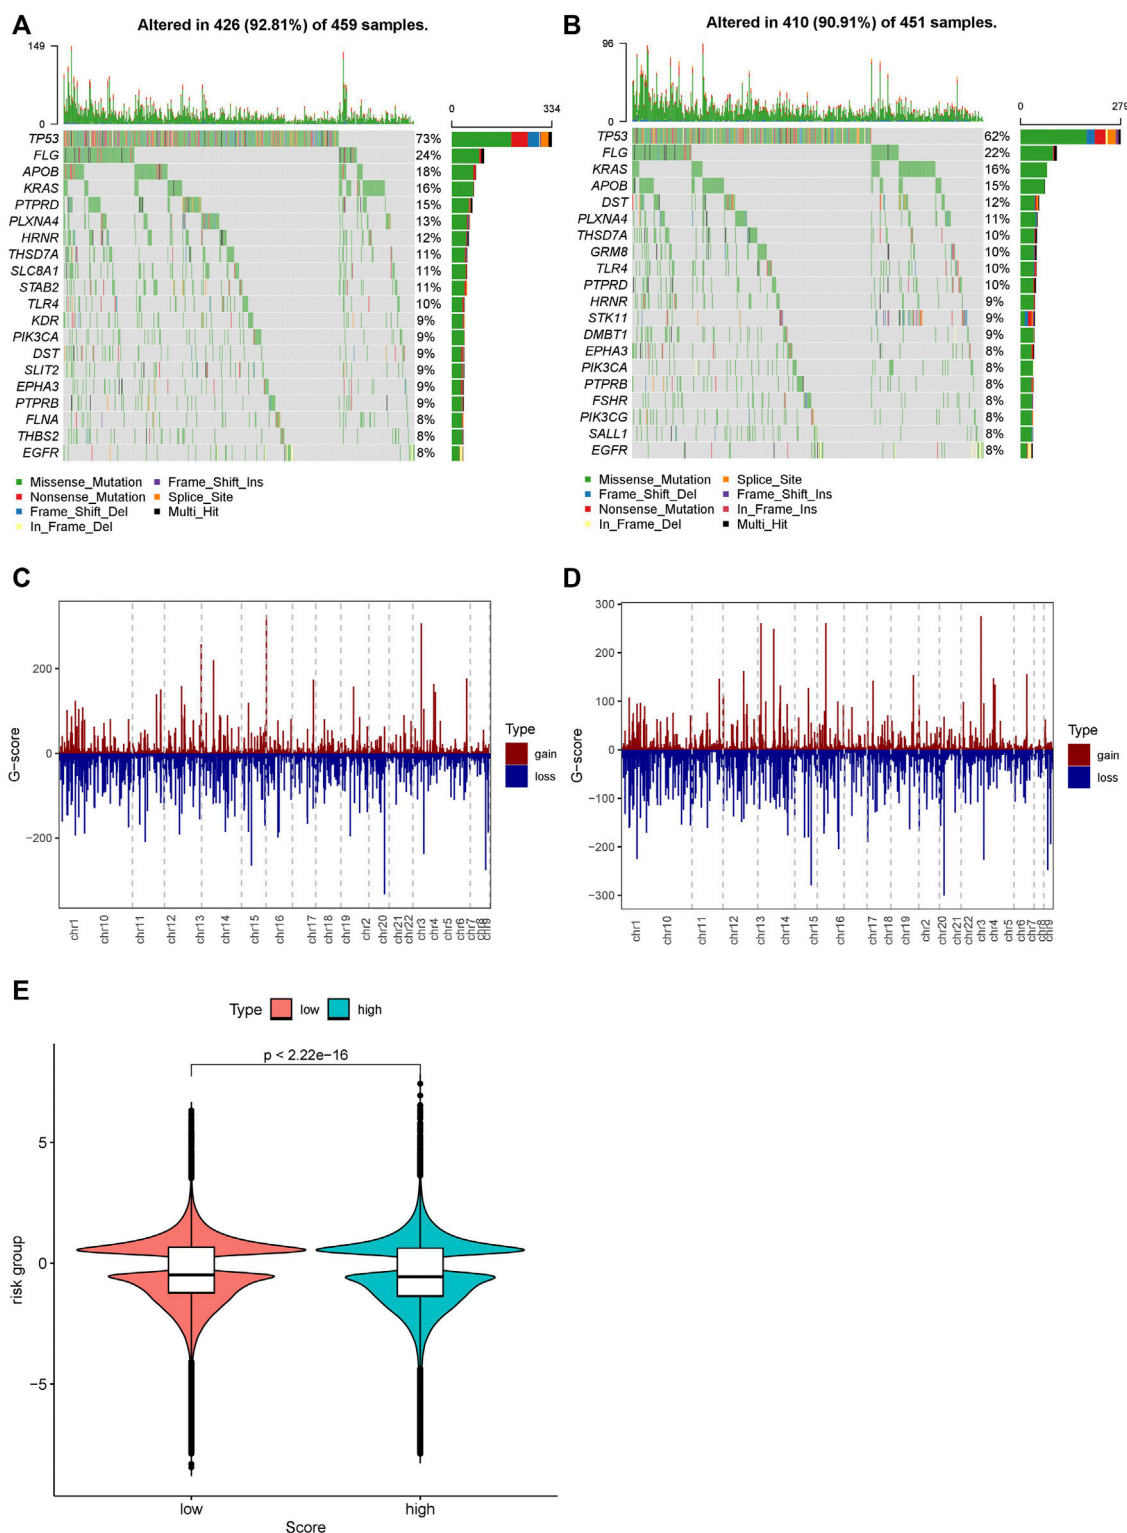 A
Altered in 426 (92.81%) of 459 samples.
149
0
0 334
TP53 73%
FLG 24%
APOB 18%
KRAS 16%
PTPRD 15%
PLXNA4 13%
HRNR 12%
THSD7A 11%
SLC8A1 11%
STAB2 11%
TLR4 10%
KDR 9%
PIK3CA 9%
DST 9%
SLIT2 9%
EPHA3 9%
PTPRB 9%
FLNA 8%
THBS2 8%
EGFR 8%
Missense_Mutation Frame_Shift_Ins
Nonsense_Mutation Splice_Site
Frame_Shift_Del Multi_Hit
In_Frame_Del
B
Altered in 410 (90.91%) of 451 samples.
96
0
0 279
TP53 62%
FLG 22%
KRAS 16%
APOB 15%
DST 12%
PLXNA4 11%
THSD7A 10%
GRM8 10%
TLR4 10%
PTPRD 10%
HRNR 9%
STK11 9%
DMBT1 9%
EPHA3 8%
PIK3CA 8%
PTPRB 8%
FSHR 8%
PIK3CG 8%
SALL1 8%
EGFR 8%
Missense_Mutation Splice_Site
Frame_Shift_Del Frame_Shift_Ins
Nonsense_Mutation In_Frame_Ins
In_Frame_Del Multi_Hit
C
G-score
200
0
−200
chr1 chr10 chr11 chr12 chr13 chr14 chr15 chr16 chr17 chr18 chr19 chr2 chr20 chr21 chr22 chr3 chr4 chr5 chr6 chr7 chr8 chr9
Type
gain
loss
D
G-score
300
200
100
0
−100
−200
−300
chr1 chr10 chr11 chr12 chr13 chr14 chr15 chr16 chr17 chr18 chr19 chr2 chr20 chr21 chr22 chr3 chr4 chr5 chr6 chr7 chr8 chr9
Type
gain
loss
E
Type low high
p < 2.22e−16
risk group
5
0
−5
low high
Score